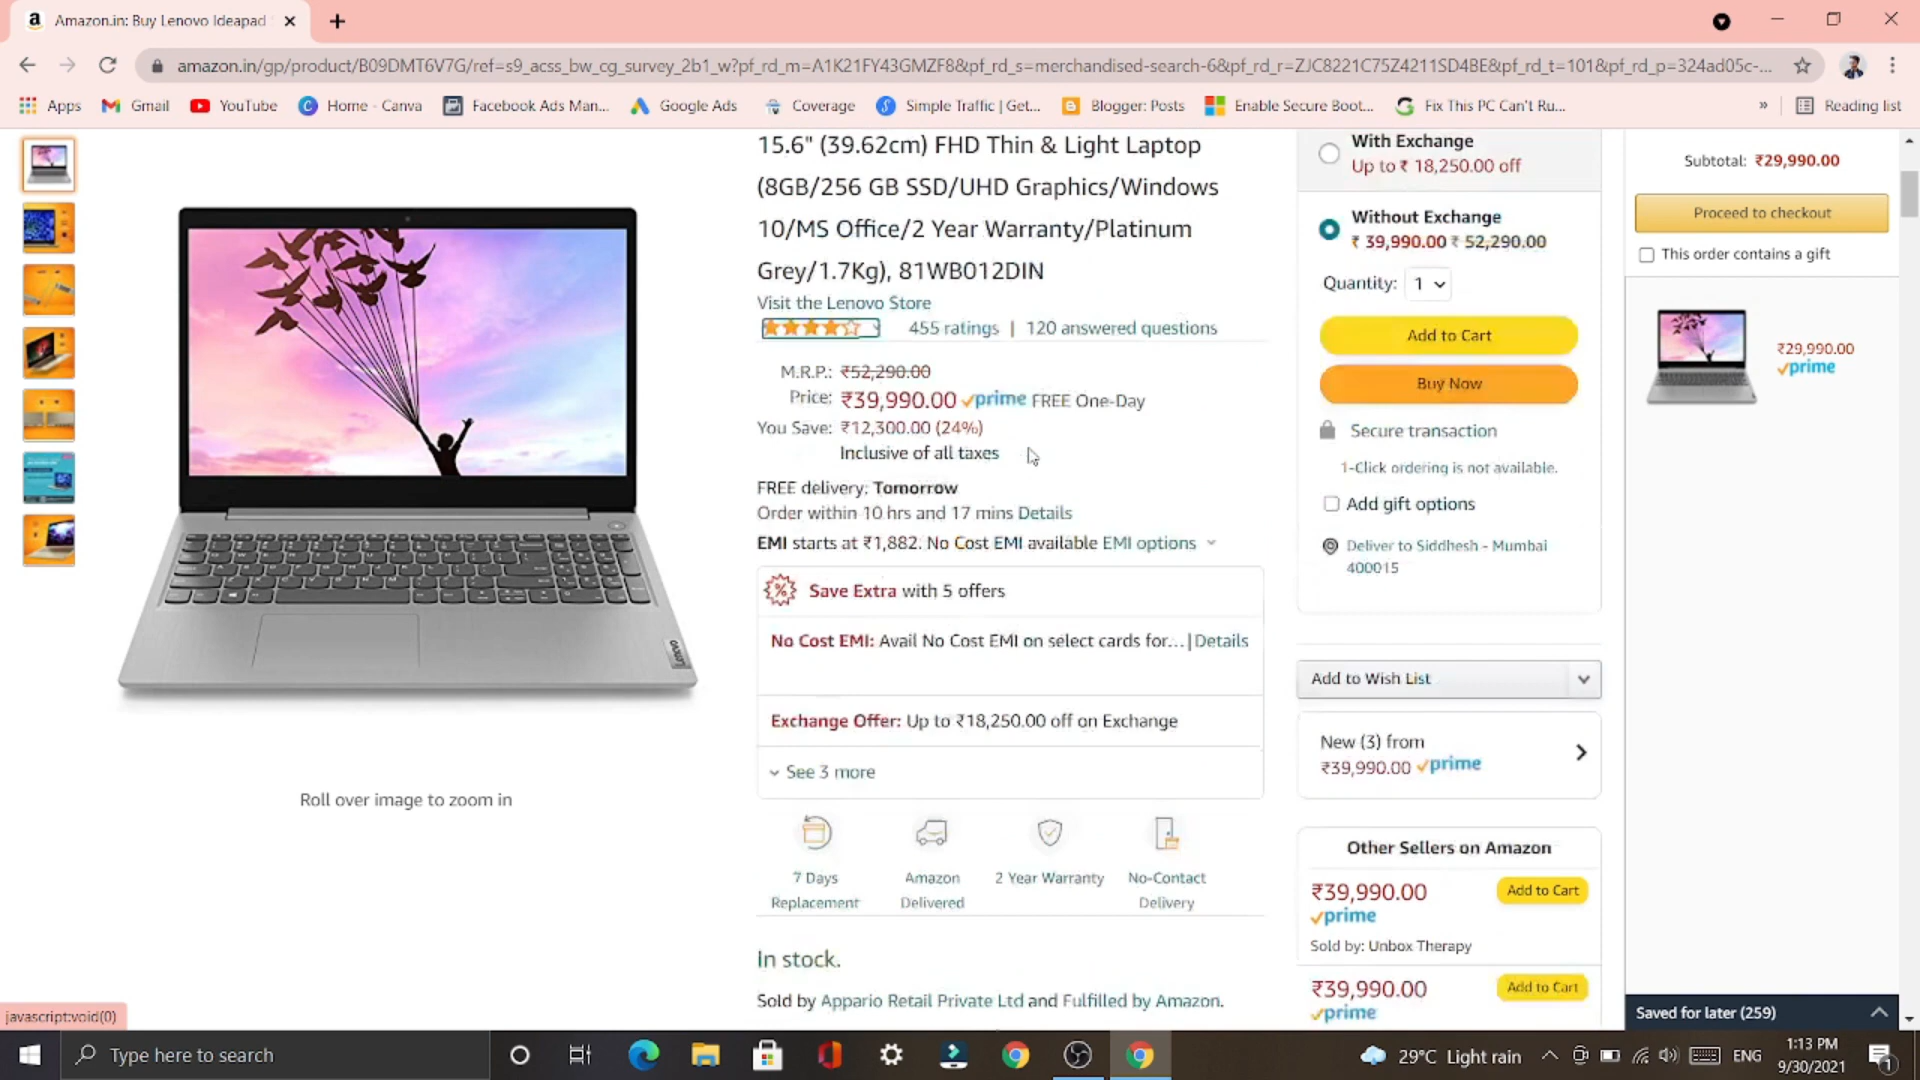 Amazon.in: Buy Lenovo Ideapad
amazon.in/gp/product/B09DMT6V7G/ref=s9_acss_bw_cg_survey_2b1_w?pf_rd_m=A1K21FY43GMZF8&pf_rd_s=merchandised-search-6&pf_rd_r=ZJC8221C75Z4211SD4BE&pf_rd_t=101&pf_rd_p=324ad05c-...
Apps
Gmail
YouTube
Home - Canva
Facebook Ads Man...
Google Ads
Coverage
Simple Traffic | Get...
Blogger: Posts
Enable Secure Boot...
Fix This PC Can't Ru...
»
Reading list
15.6" (39.62cm) FHD Thin & Light Laptop
(8GB/256 GB SSD/UHD Graphics/Windows
10/MS Office/2 Year Warranty/Platinum
Grey/1.7Kg), 81WB012DIN
Visit the Lenovo Store
455 ratings | 120 answered questions
M.R.P.: ₹52,290.00
Price: ₹39,990.00 prime FREE One-Day
You Save: ₹12,300.00 (24%)
Inclusive of all taxes
FREE delivery: Tomorrow
Order within 10 hrs and 17 mins Details
EMI starts at ₹1,882. No Cost EMI available EMI options
Save Extra with 5 offers
No Cost EMI: Avail No Cost EMI on select cards for... | Details
Exchange Offer: Up to ₹18,250.00 off on Exchange
See 3 more
7 Days
Replacement
Amazon
Delivered
2 Year Warranty
No-Contact
Delivery
In stock.
Sold by Appario Retail Private Ltd and Fulfilled by Amazon.
Lenovo
Roll over image to zoom in
With Exchange
Up to ₹ 18,250.00 off
Without Exchange
₹ 39,990.00 ₹ 52,290.00
Quantity: 1
Add to Cart
Buy Now
Secure transaction
1-Click ordering is not available.
Add gift options
Deliver to Siddhesh - Mumbai
400015
Add to Wish List
New (3) from
₹39,990.00 prime
Other Sellers on Amazon
₹39,990.00
Add to Cart
prime
Sold by: Unbox Therapy
₹39,990.00
Add to Cart
prime
Subtotal: ₹29,990.00
Proceed to checkout
This order contains a gift
₹29,990.00
prime
Saved for later (259)
javascript:void(0)
Type here to search
29°C Light rain
ENG
1:13 PM
9/30/2021
1